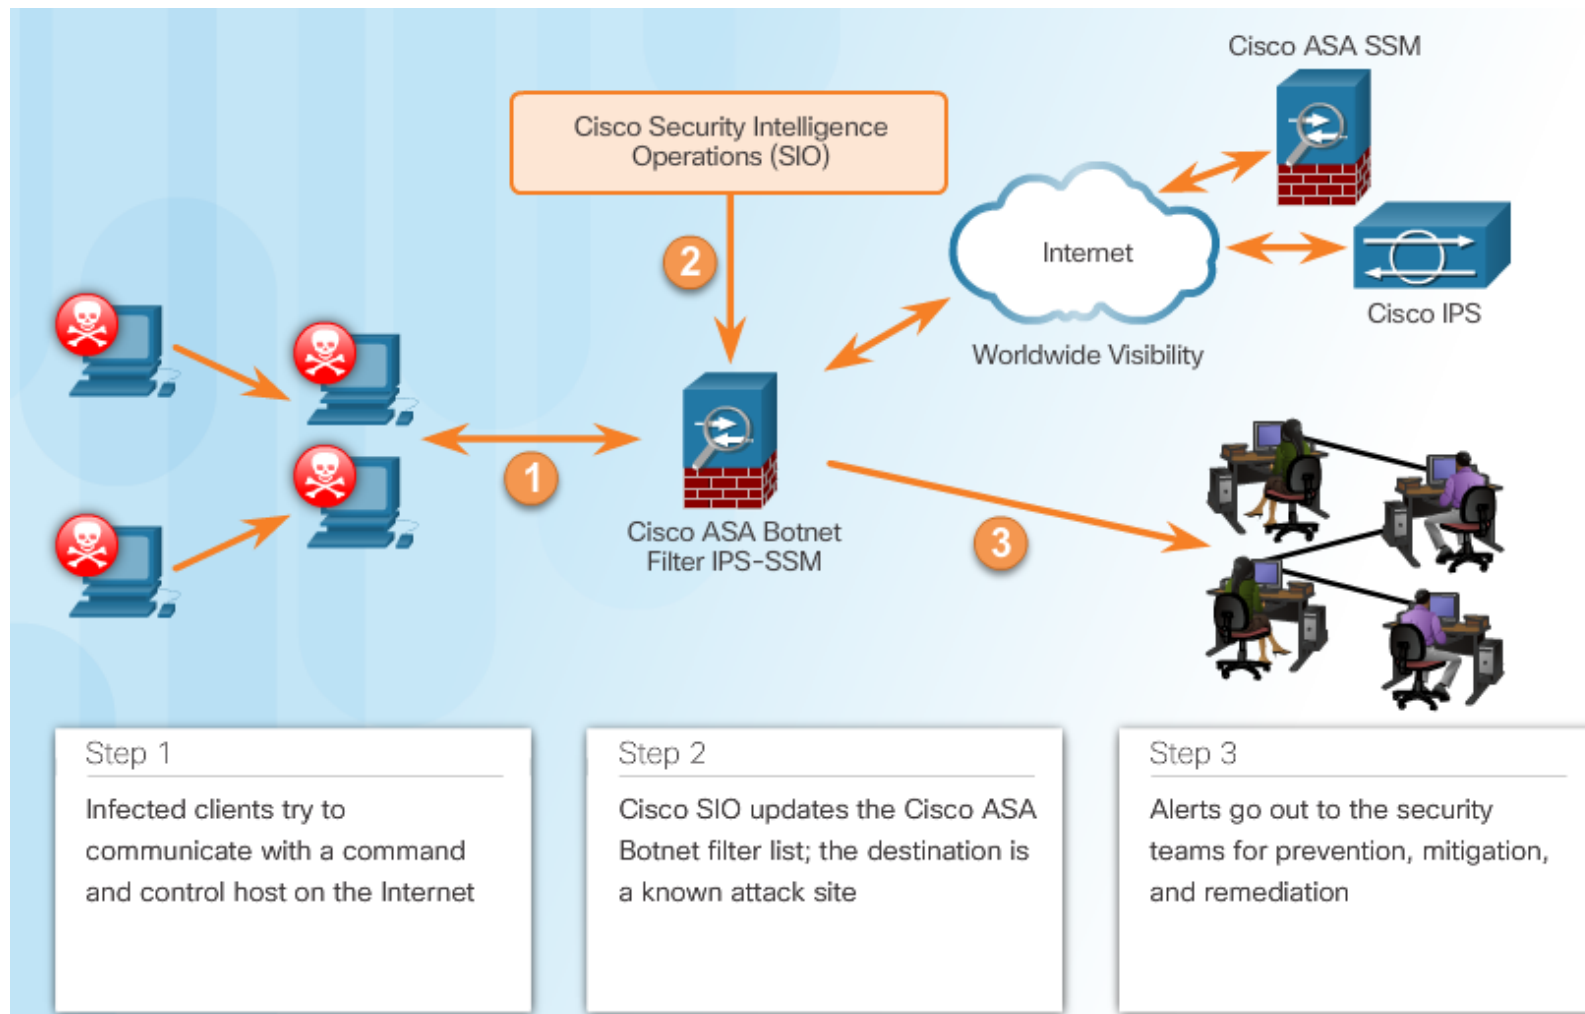 Cisco ASA SSM
Cisco Security Intelligence
Operations (SIO)
2
Internet
Cisco IPS
Worldwide Visibility
1
Cisco ASA Botnet
Filter IPS-SSM
3
Step 1
Infected clients try to
communicate with a command
and control host on the Internet
Step 2
Cisco SIO updates the Cisco ASA
Botnet filter list; the destination is
a known attack site
Step 3
Alerts go out to the security
teams for prevention, mitigation,
and remediation